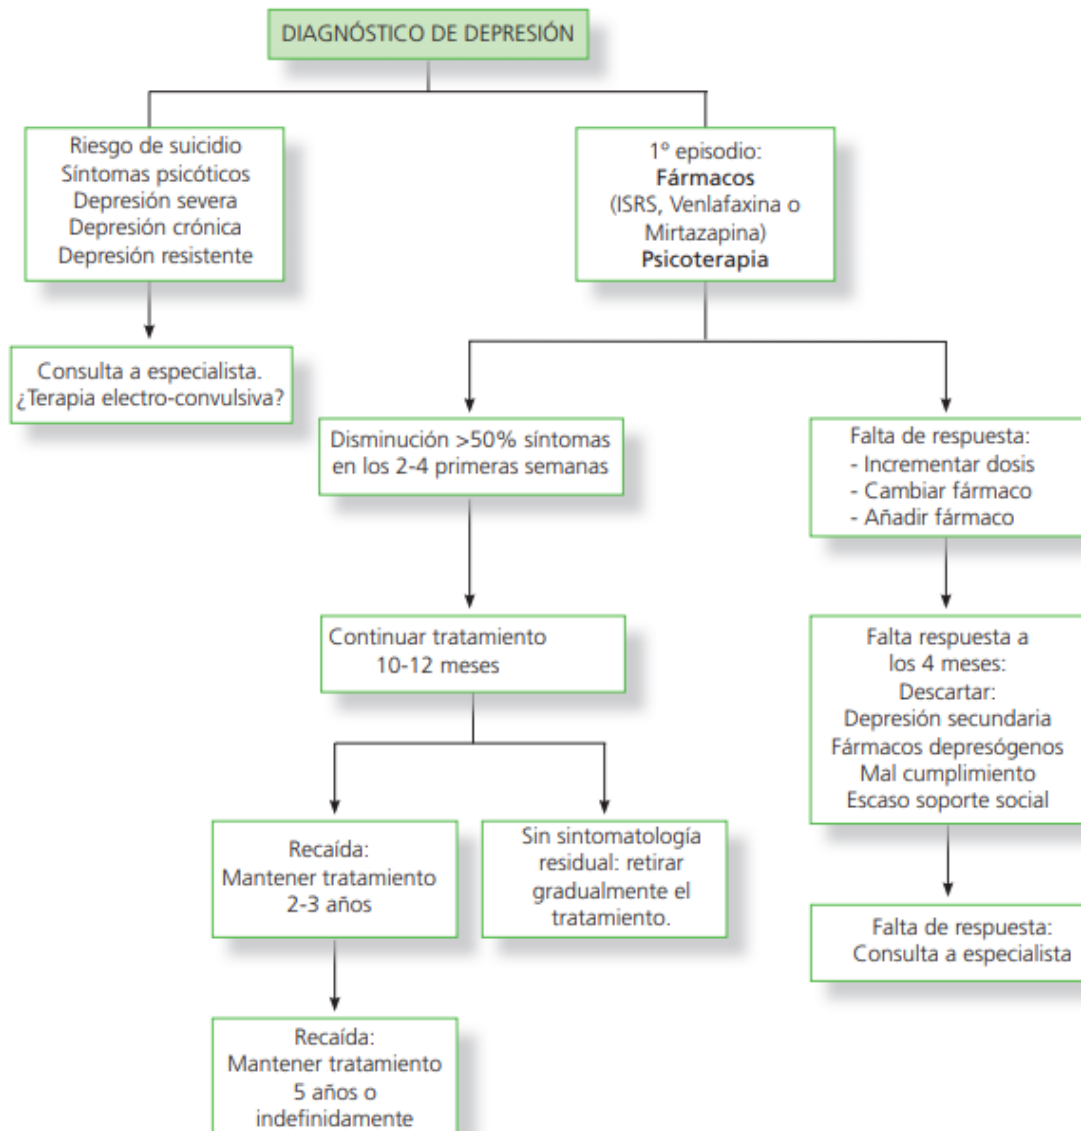 DIAGNÓSTICO DE DEPRESIÓN
Riesgo de suicidio
Síntomas psicóticos
Depresión severa
Depresión crónica
Depresión resistente
1º episodio:
Fármacos
(ISRS, Venlafaxina o
Mirtazapina)
Psicoterapia
Consulta a especialista.
¿Terapia electro-convulsiva?
Disminución >50% síntomas
en los 2-4 primeras semanas
Falta de respuesta:
- Incrementar dosis
- Cambiar fármaco
- Añadir fármaco
Continuar tratamiento
10-12 meses
Falta respuesta a
los 4 meses:
Descartar:
Depresión secundaria
Fármacos depresógenos
Mal cumplimiento
Escaso soporte social
Recaída:
Mantener tratamiento
2-3 años
Sin sintomatología
residual: retirar
gradualmente el
tratamiento.
Falta de respuesta:
Consulta a especialista
Recaída:
Mantener tratamiento
5 años o
indefinidamente